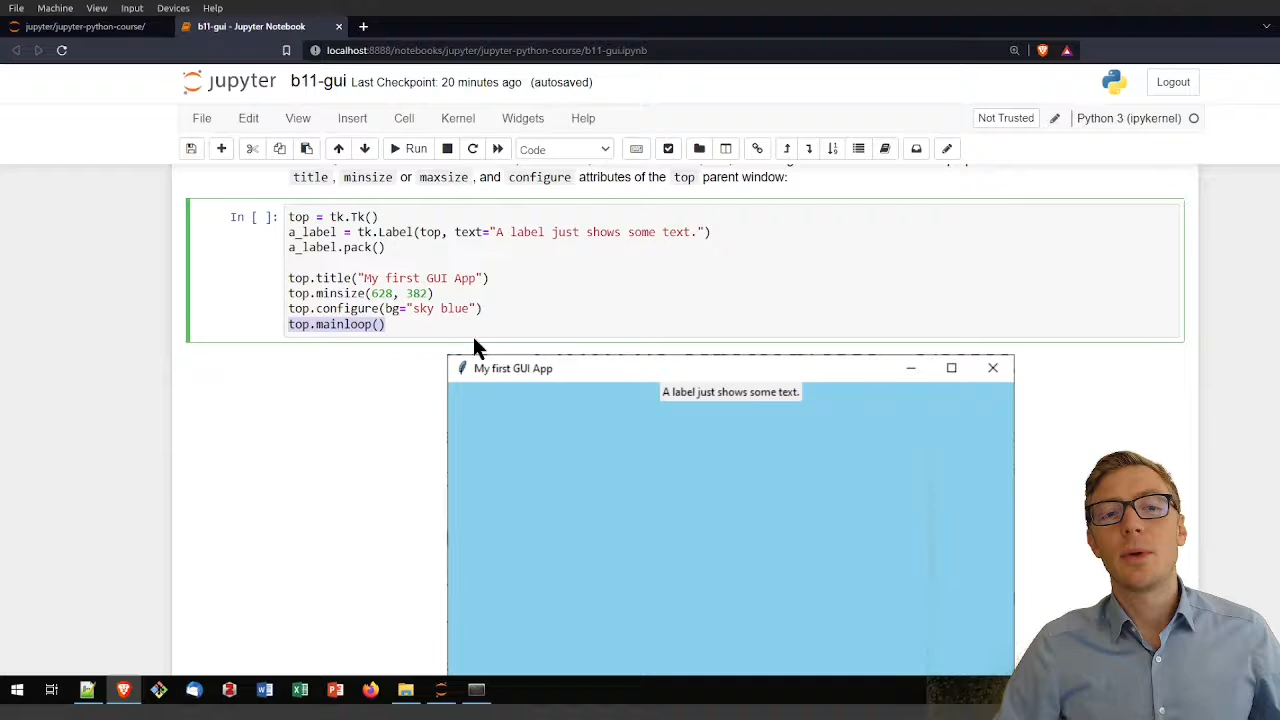 File Machine View Input Devices Help
jupyter/jupyter-python-course/
b11-gui - Jupyter Notebook
localhost:8888/notebooks/jupyter/jupyter-python-course/b11-gui.ipynb
jupyter b11-gui Last Checkpoint: 20 minutes ago (autosaved)
Logout
File Edit View Insert Cell Kernel Widgets Help
Not Trusted
Python 3 (ipykernel)
Run
Code
title, minsize or maxsize, and configure attributes of the top parent window:
In [ ]: top = tk.Tk()
a_label = tk.Label(top, text="A label just shows some text.")
a_label.pack()
top.title("My first GUI App")
top.minsize(628, 382)
top.configure(bg="sky blue")
top.mainloop()
My first GUI App
A label just shows some text.